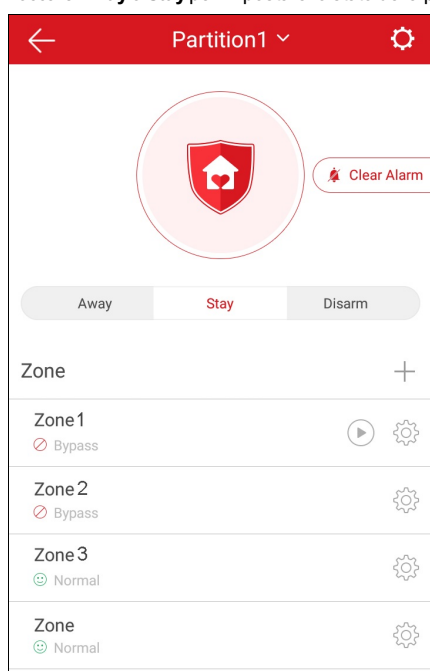 Partition1
Clear Alarm
Away Stay Disarm
Zone
Zone1
Bypass
Zone2
Bypass
Zone3
Normal
Zone
Normal